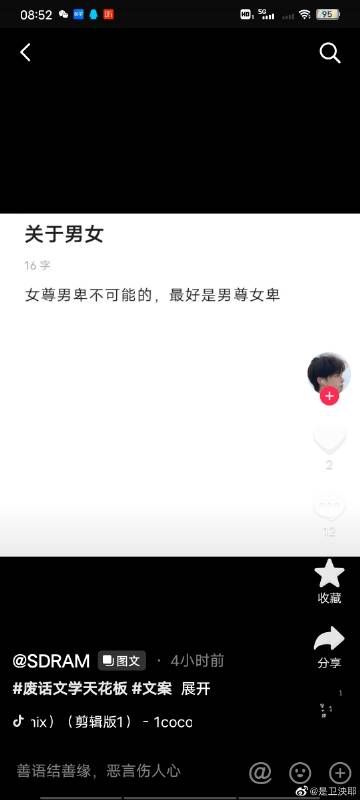 08:52
HD 1 5G 95
关于男女
16 字
女尊男卑不可能的，最好是男尊女卑
2
12
收藏
分享
@SDRAM 图文 · 4小时前
#废话文学天花板 #文案 展开
nix）（剪辑版1） - 1coco
善语结善缘，恶言伤人心
@是卫泱耶